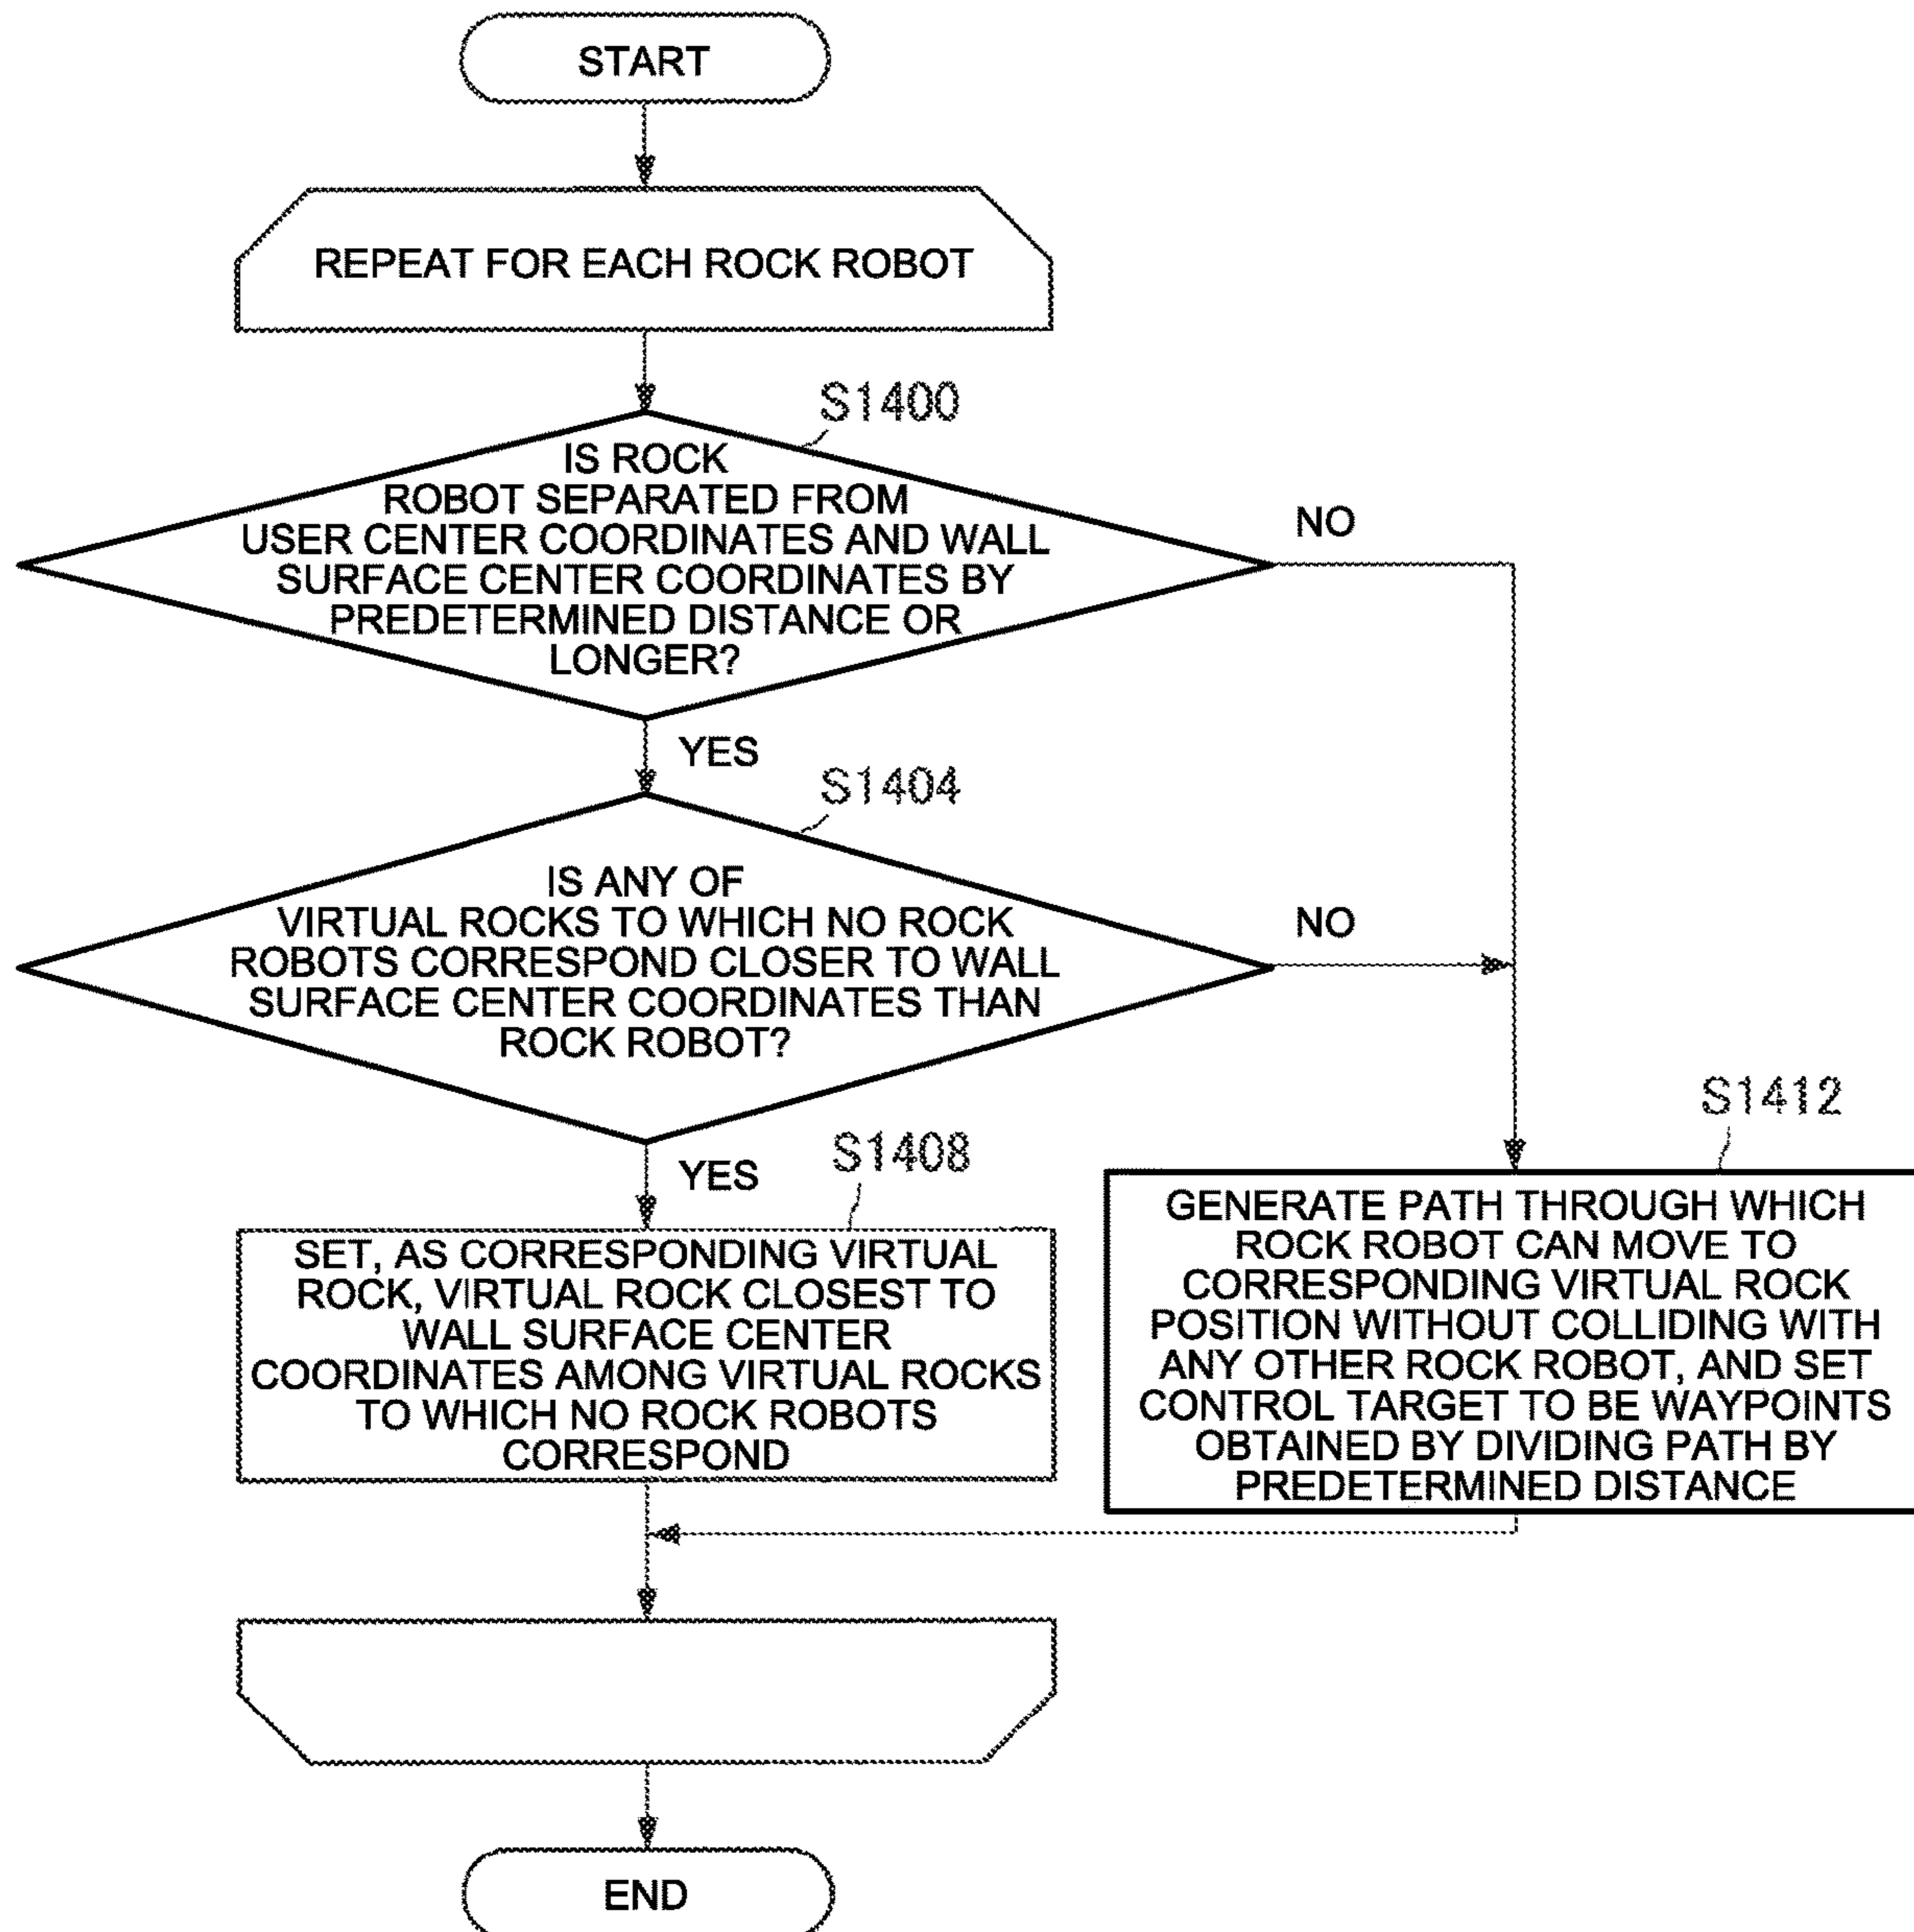 START
REPEAT FOR EACH ROCK ROBOT
S1400
IS ROCK
ROBOT SEPARATED FROM
USER CENTER COORDINATES AND WALL
SURFACE CENTER COORDINATES BY
PREDETERMINED DISTANCE OR
LONGER?
NO
YES
S1404
IS ANY OF
VIRTUAL ROCKS TO WHICH NO ROCK
ROBOTS CORRESPOND CLOSER TO WALL
SURFACE CENTER COORDINATES THAN
ROCK ROBOT?
NO
YES
S1408
SET, AS CORRESPONDING VIRTUAL
ROCK, VIRTUAL ROCK CLOSEST TO
WALL SURFACE CENTER
COORDINATES AMONG VIRTUAL ROCKS
TO WHICH NO ROCK ROBOTS
CORRESPOND
S1412
GENERATE PATH THROUGH WHICH
ROCK ROBOT CAN MOVE TO
CORRESPONDING VIRTUAL ROCK
POSITION WITHOUT COLLIDING WITH
ANY OTHER ROCK ROBOT, AND SET
CONTROL TARGET TO BE WAYPOINTS
OBTAINED BY DIVIDING PATH BY
PREDETERMINED DISTANCE
END